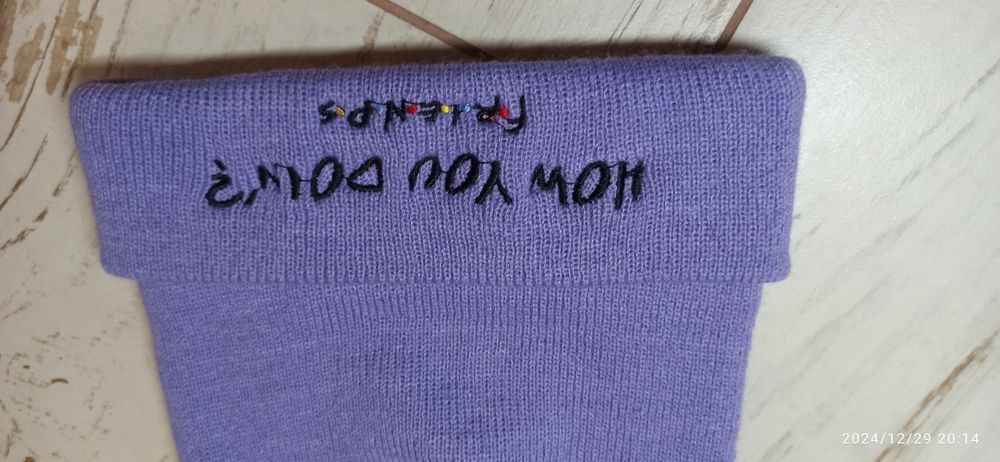 HOW YOU DOIN'?
F•R•I•E•N•D•S
2024/12/29 20:14